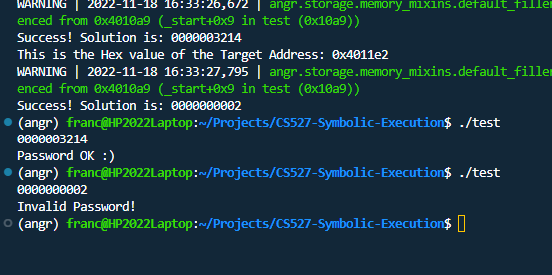 WARNING | 2022-11-18 16:33:26,672 | angr.storage.memory_mixins.default_filler
enced from 0x4010a9 (_start+0x9 in test (0x10a9))
Success! Solution is: 0000003214
This is the Hex value of the Target Address: 0x4011e2
WARNING | 2022-11-18 16:33:27,795 | angr.storage.memory_mixins.default_filler
enced from 0x4010a9 (_start+0x9 in test (0x10a9))
Success! Solution is: 0000000002
(angr) franc@HP2022Laptop:~/Projects/CS527-Symbolic-Execution$ ./test
0000003214
Password OK :)
(angr) franc@HP2022Laptop:~/Projects/CS527-Symbolic-Execution$ ./test
0000000002
Invalid Password!
(angr) franc@HP2022Laptop:~/Projects/CS527-Symbolic-Execution$